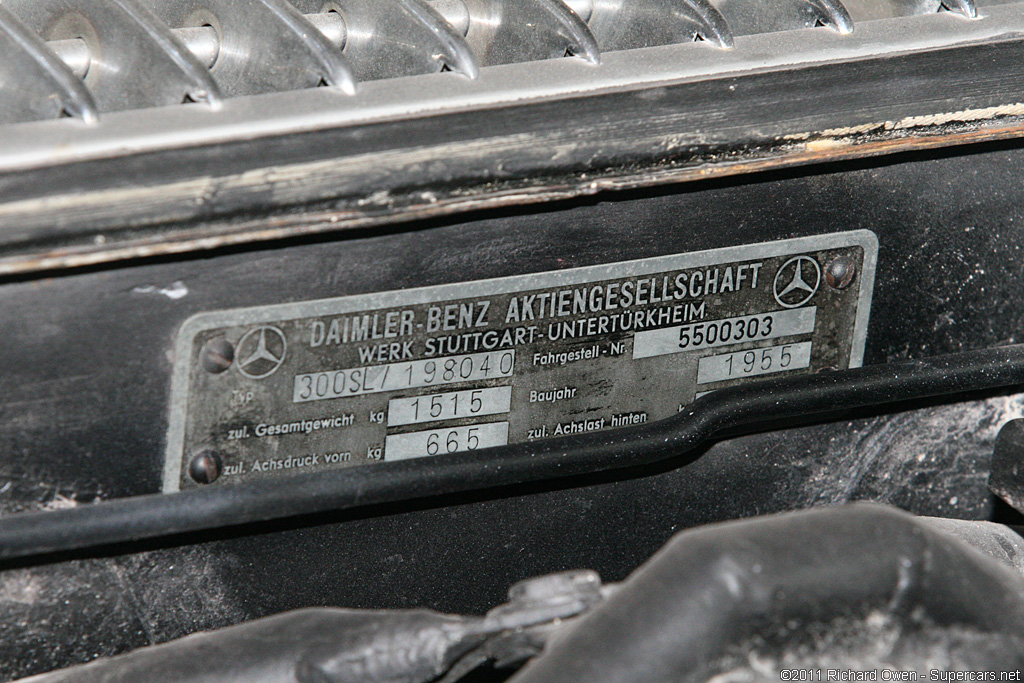 DAIMLER-BENZ AKTIENGESELLSCHAFT
WERK STUTTGART-UNTERTÜRKHEIM
Typ 300SL/198040 Fahrgestell-Nr. 5500303
zul. Gesamtgewicht kg 1515 Baujahr 1955
zul. Achsdruck vorn kg 665 zul. Achslast hinten
©2011 Richard Owen - Supercars.net